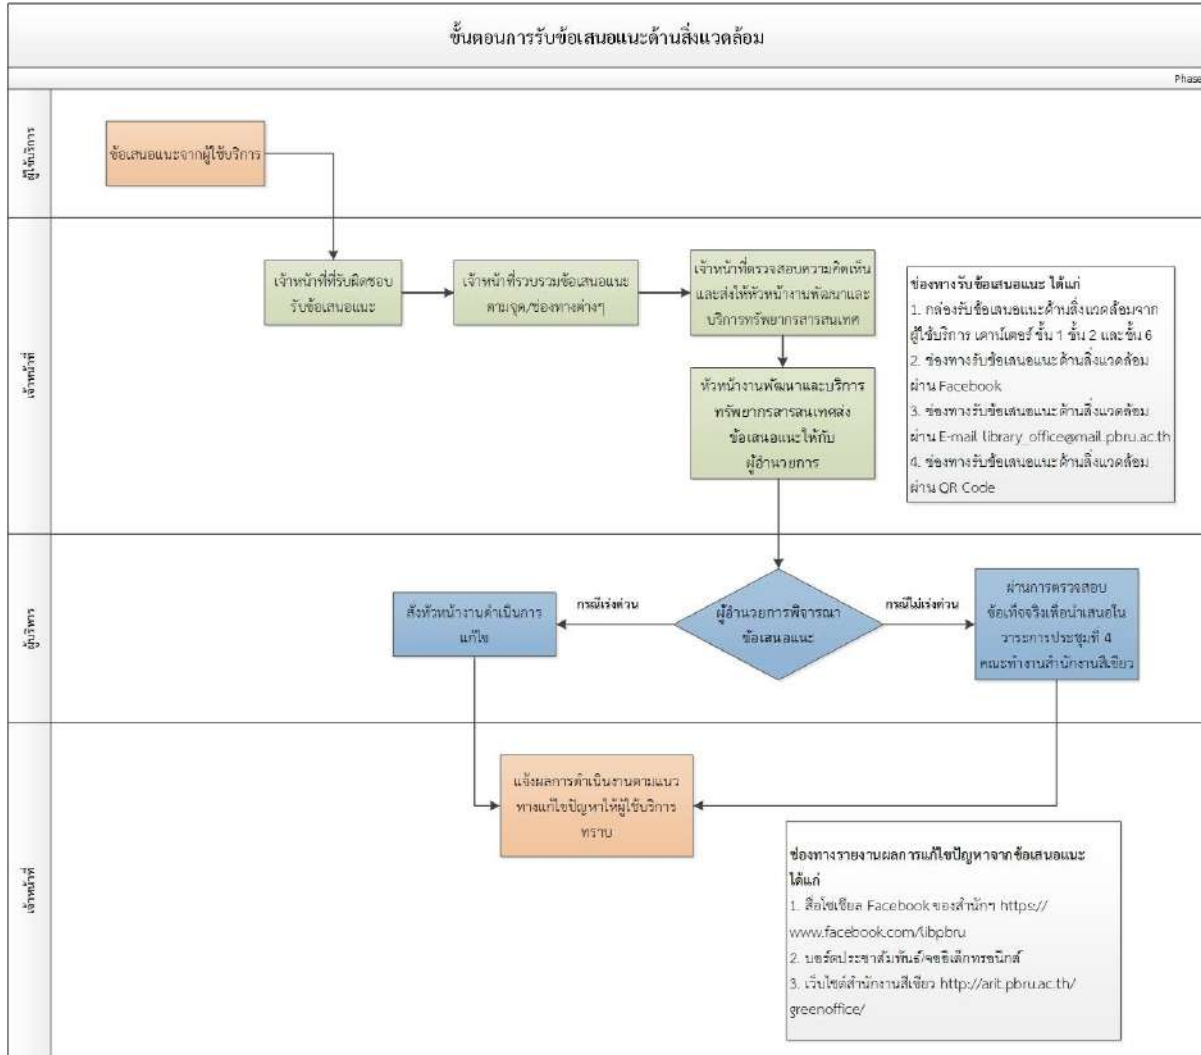 ขั้นตอนการรับข้อเสนอแนะด้านสิ่งแวดล้อม
Phase
ผู้ใช้บริการ
ข้อเสนอแนะจากผู้ใช้บริการ
เจ้าหน้าที่
เจ้าหน้าที่ที่รับผิดชอบ
รับข้อเสนอแนะ
เจ้าหน้าที่รวบรวมข้อเสนอแนะ
ตามจุด/ช่องทางต่างๆ
เจ้าหน้าที่ตรวจสอบความคิดเห็น
และส่งให้หัวหน้างานพัฒนาและ
บริการทรัพยากรสารสนเทศ
หัวหน้างานพัฒนาและบริการ
ทรัพยากรสารสนเทศส่ง
ข้อเสนอแนะให้กับ
ผู้อำนวยการ
ช่องทางรับข้อเสนอแนะ ได้แก่
1. กล่องรับข้อเสนอแนะด้านสิ่งแวดล้อมจาก
ผู้ใช้บริการ เคาน์เตอร์ ชั้น 1 ชั้น 2 และชั้น 6
2. ช่องทางรับข้อเสนอแนะด้านสิ่งแวดล้อม
ผ่าน Facebook
3. ช่องทางรับข้อเสนอแนะด้านสิ่งแวดล้อม
ผ่าน E-mail library_office@mail.pbru.ac.th
4. ช่องทางรับข้อเสนอแนะด้านสิ่งแวดล้อม
ผ่าน QR Code
ผู้บริหาร
สั่งหัวหน้างานดำเนินการ
แก้ไข
กรณีเร่งด่วน
ผู้อำนวยการพิจารณา
ข้อเสนอแนะ
กรณีไม่เร่งด่วน
ผ่านการตรวจสอบ
ข้อเท็จจริงเพื่อนำเสนอใน
วาระการประชุมที่ 4
คณะทำงานสำนักงานสีเขียว
เจ้าหน้าที่
แจ้งผลการดำเนินงานตามแนว
ทางแก้ไขปัญหาให้ผู้ใช้บริการ
ทราบ
ช่องทางรายงานผลการแก้ไขปัญหาจากข้อเสนอแนะ
ได้แก่
1. สื่อโซเชียล Facebook ของสำนักฯ https://
www.facebook.com/libpbru
2. บอร์ดประชาสัมพันธ์/จออิเล็กทรอนิกส์
3. เว็บไซต์สำนักงานสีเขียว http://arit.pbru.ac.th/
greenoffice/